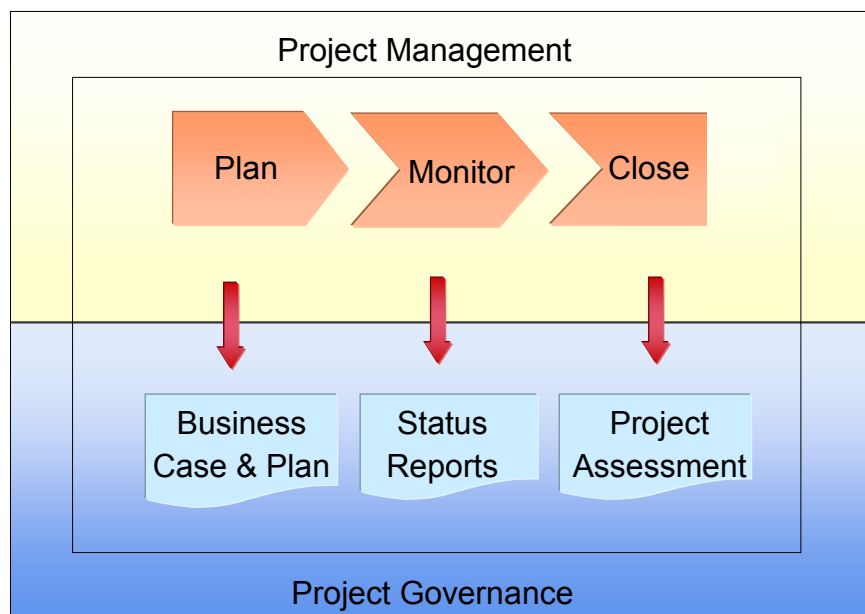 Project Management
Plan
Monitor
Close
Business
Case & Plan
Status
Reports
Project
Assessment
Project Governance